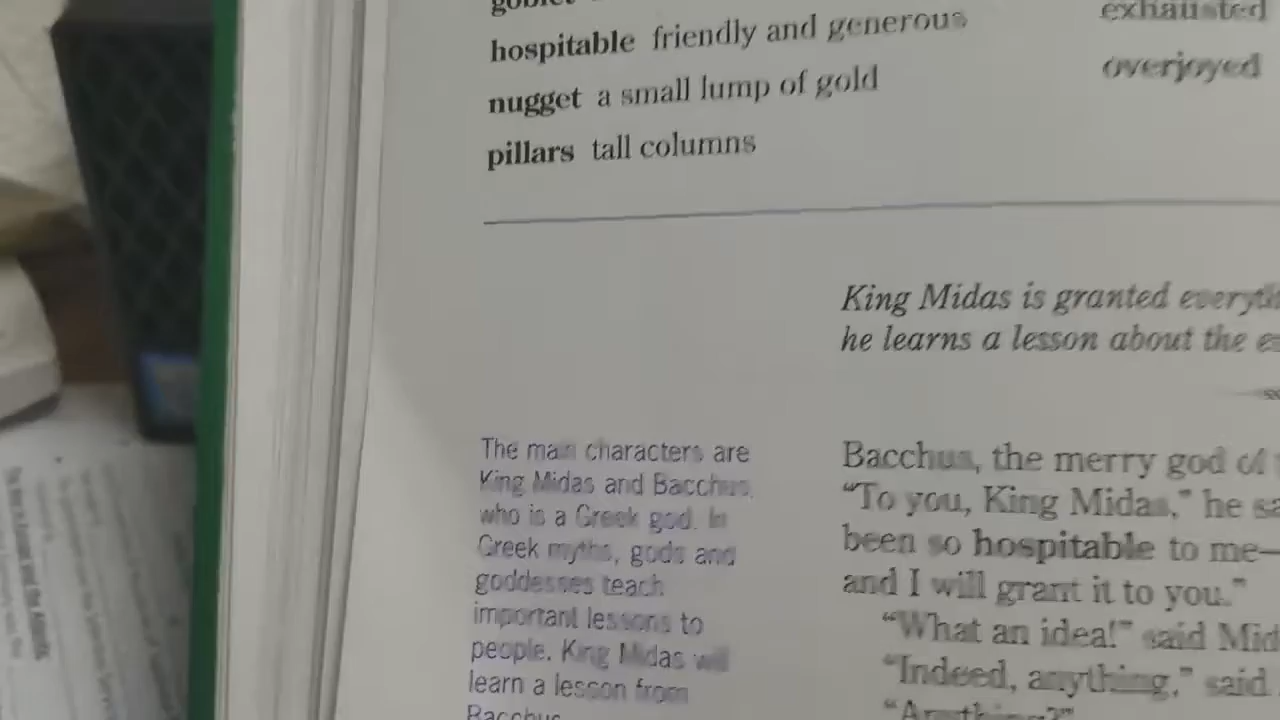 goblet
hospitable friendly and generous
nugget a small lump of gold
pillars tall columns
exhausted
overjoyed
King Midas is granted
he learns a lesson about the
The main characters are
King Midas and Bacchus,
who is a Greek god. In
Greek myths, gods and
goddesses teach
important lessons to
people. King Midas will
learn a lesson from
Bacchus
Bacchus, the merry god of
"To you, King Midas," he
been so hospitable to me—
and I will grant it to you."
"What an idea!" said
"Indeed, anything," said
"Anything?"